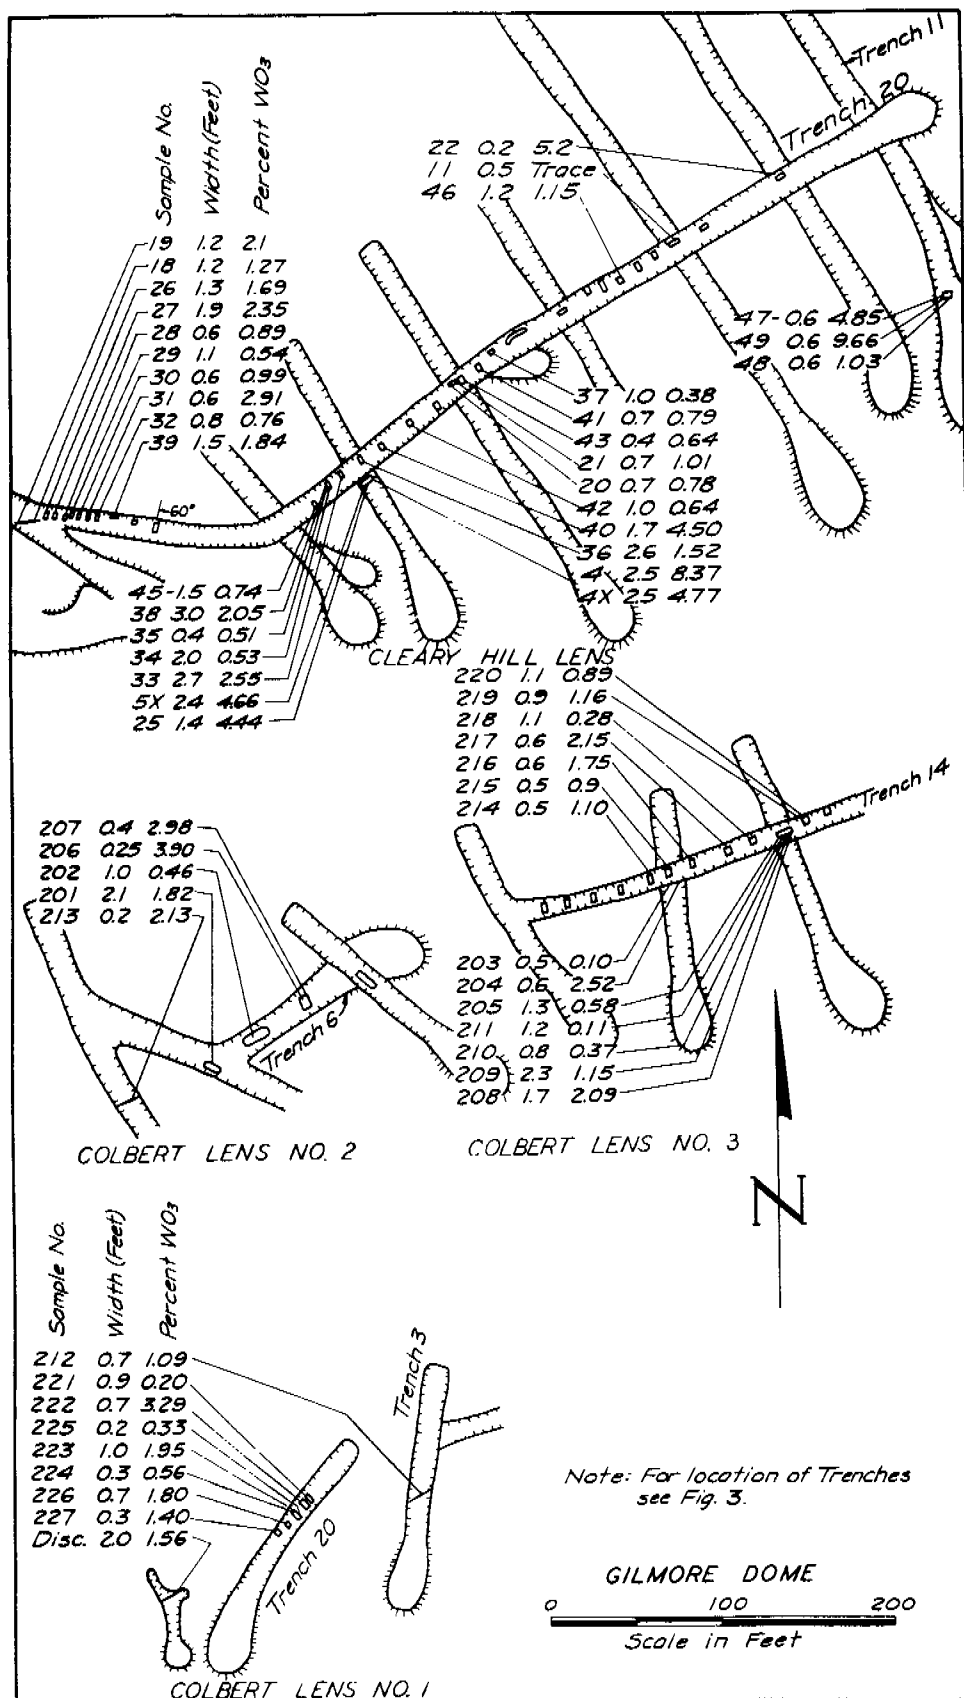 Sample No. Width (Feet) Percent WO3
19 1.2 2.1
18 1.2 1.27
26 1.3 1.69
27 1.9 2.35
28 0.6 0.89
29 1.1 0.54
30 0.6 0.99
31 0.6 2.91
32 0.8 0.76
39 1.5 1.84
60°
22 0.2 5.2
11 0.5 Trace
46 1.2 1.15
Trench 11
Trench 20
47-0.6 4.85
49 0.6 9.66
48 0.6 1.03
37 1.0 0.38
41 0.7 0.79
43 0.4 0.64
21 0.7 1.01
20 0.7 0.78
42 1.0 0.64
40 1.7 4.50
36 2.6 1.52
4 2.5 8.37
4X 2.5 4.77
45-1.5 0.74
38 3.0 2.05
35 0.4 0.51
34 2.0 0.53
33 2.7 2.55
5X 2.4 4.66
25 1.4 4.44
CLEARY HILL LENS
220 1.1 0.89
219 0.9 1.16
218 1.1 0.28
217 0.6 2.15
216 0.6 1.75
215 0.5 0.9
214 0.5 1.10
Trench 14
203 0.5 0.10
204 0.6 2.52
205 1.3 0.58
211 1.2 0.11
210 0.8 0.37
209 2.3 1.15
208 1.7 2.09
COLBERT LENS NO. 3
207 0.4 2.98
206 0.25 3.90
202 1.0 0.46
201 2.1 1.82
213 0.2 2.13
Trench 6
COLBERT LENS NO. 2
N
Sample No. Width (Feet) Percent WO3
212 0.7 1.09
221 0.9 0.20
222 0.7 3.29
225 0.2 0.33
223 1.0 1.95
224 0.3 0.56
226 0.7 1.80
227 0.3 1.40
Disc. 2.0 1.56
Trench 20
Trench 3
COLBERT LENS NO. 1
Note: For location of Trenches
see Fig. 3.
GILMORE DOME
0 100 200
Scale in Feet